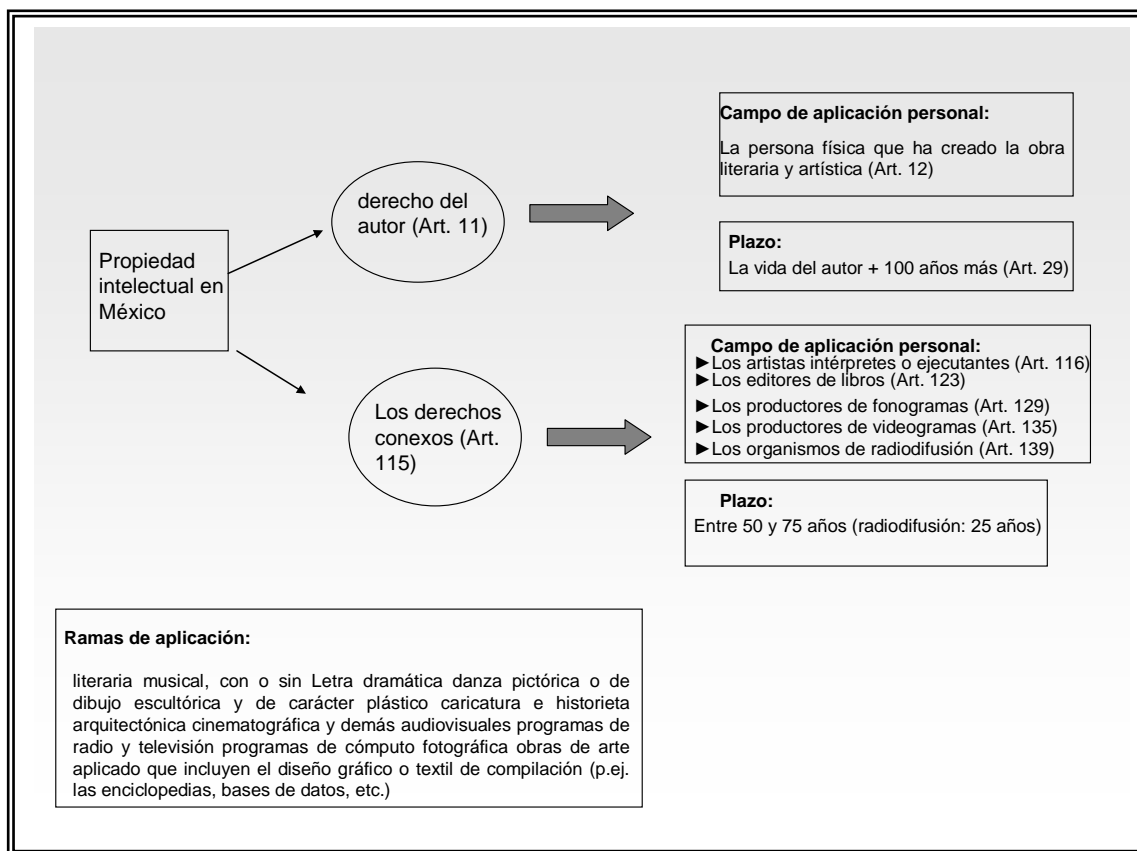 Propiedad
intelectual en
México
derecho del
autor (Art. 11)
Campo de aplicación personal:
La persona física que ha creado la obra
literaria y artística (Art. 12)
Plazo:
La vida del autor + 100 años más (Art. 29)
Los derechos
conexos (Art.
115)
Campo de aplicación personal:
►Los artistas intérpretes o ejecutantes (Art. 116)
►Los editores de libros (Art. 123)
►Los productores de fonogramas (Art. 129)
►Los productores de videogramas (Art. 135)
►Los organismos de radiodifusión (Art. 139)
Plazo:
Entre 50 y 75 años (radiodifusión: 25 años)
Ramas de aplicación:
literaria musical, con o sin Letra dramática danza pictórica o de
dibujo escultórica y de carácter plástico caricatura e historieta
arquitectónica cinematográfica y demás audiovisuales programas de
radio y televisión programas de cómputo fotográfica obras de arte
aplicado que incluyen el diseño gráfico o textil de compilación (p.ej.
las enciclopedias, bases de datos, etc.)